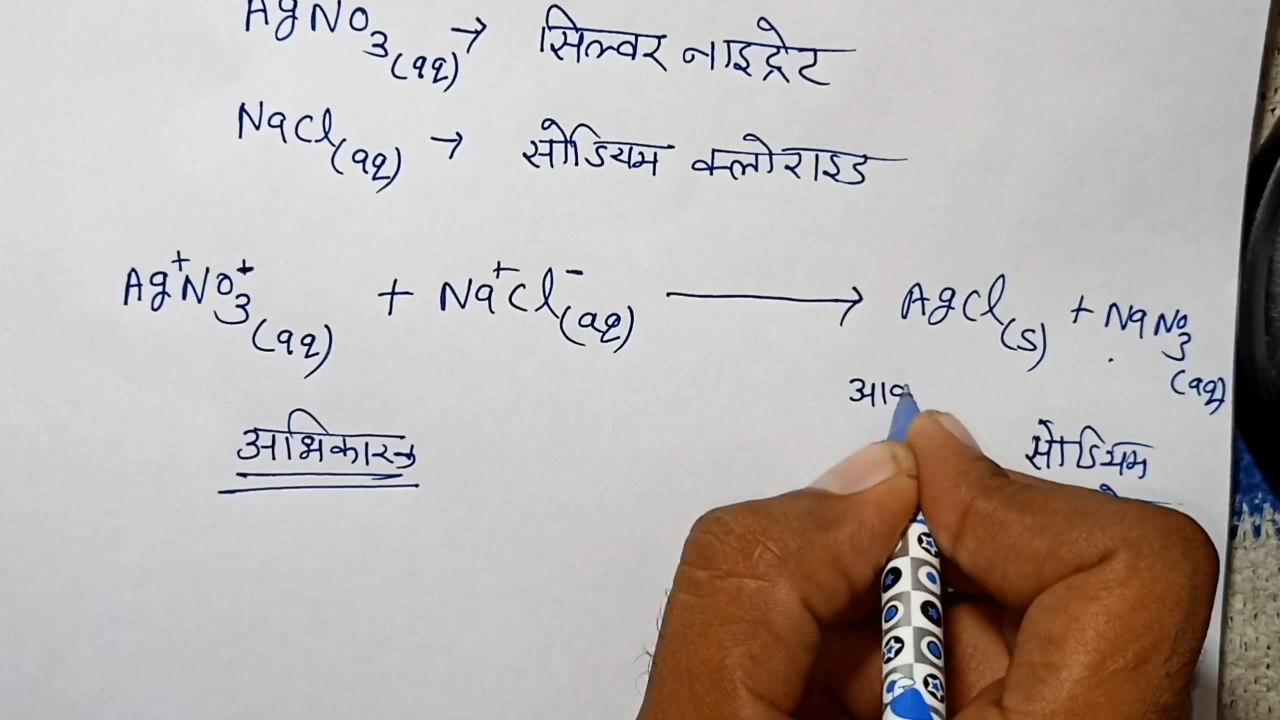 AgNO3(aq) → सिल्वर नाइट्रेट
NaCl(aq) → सोडियम क्लोराइड
Ag⁺NO3⁺(aq) + Na⁺Cl⁻(aq) ⟶ AgCl(s) + NaNO3(aq)
अभिकारक सोडियम